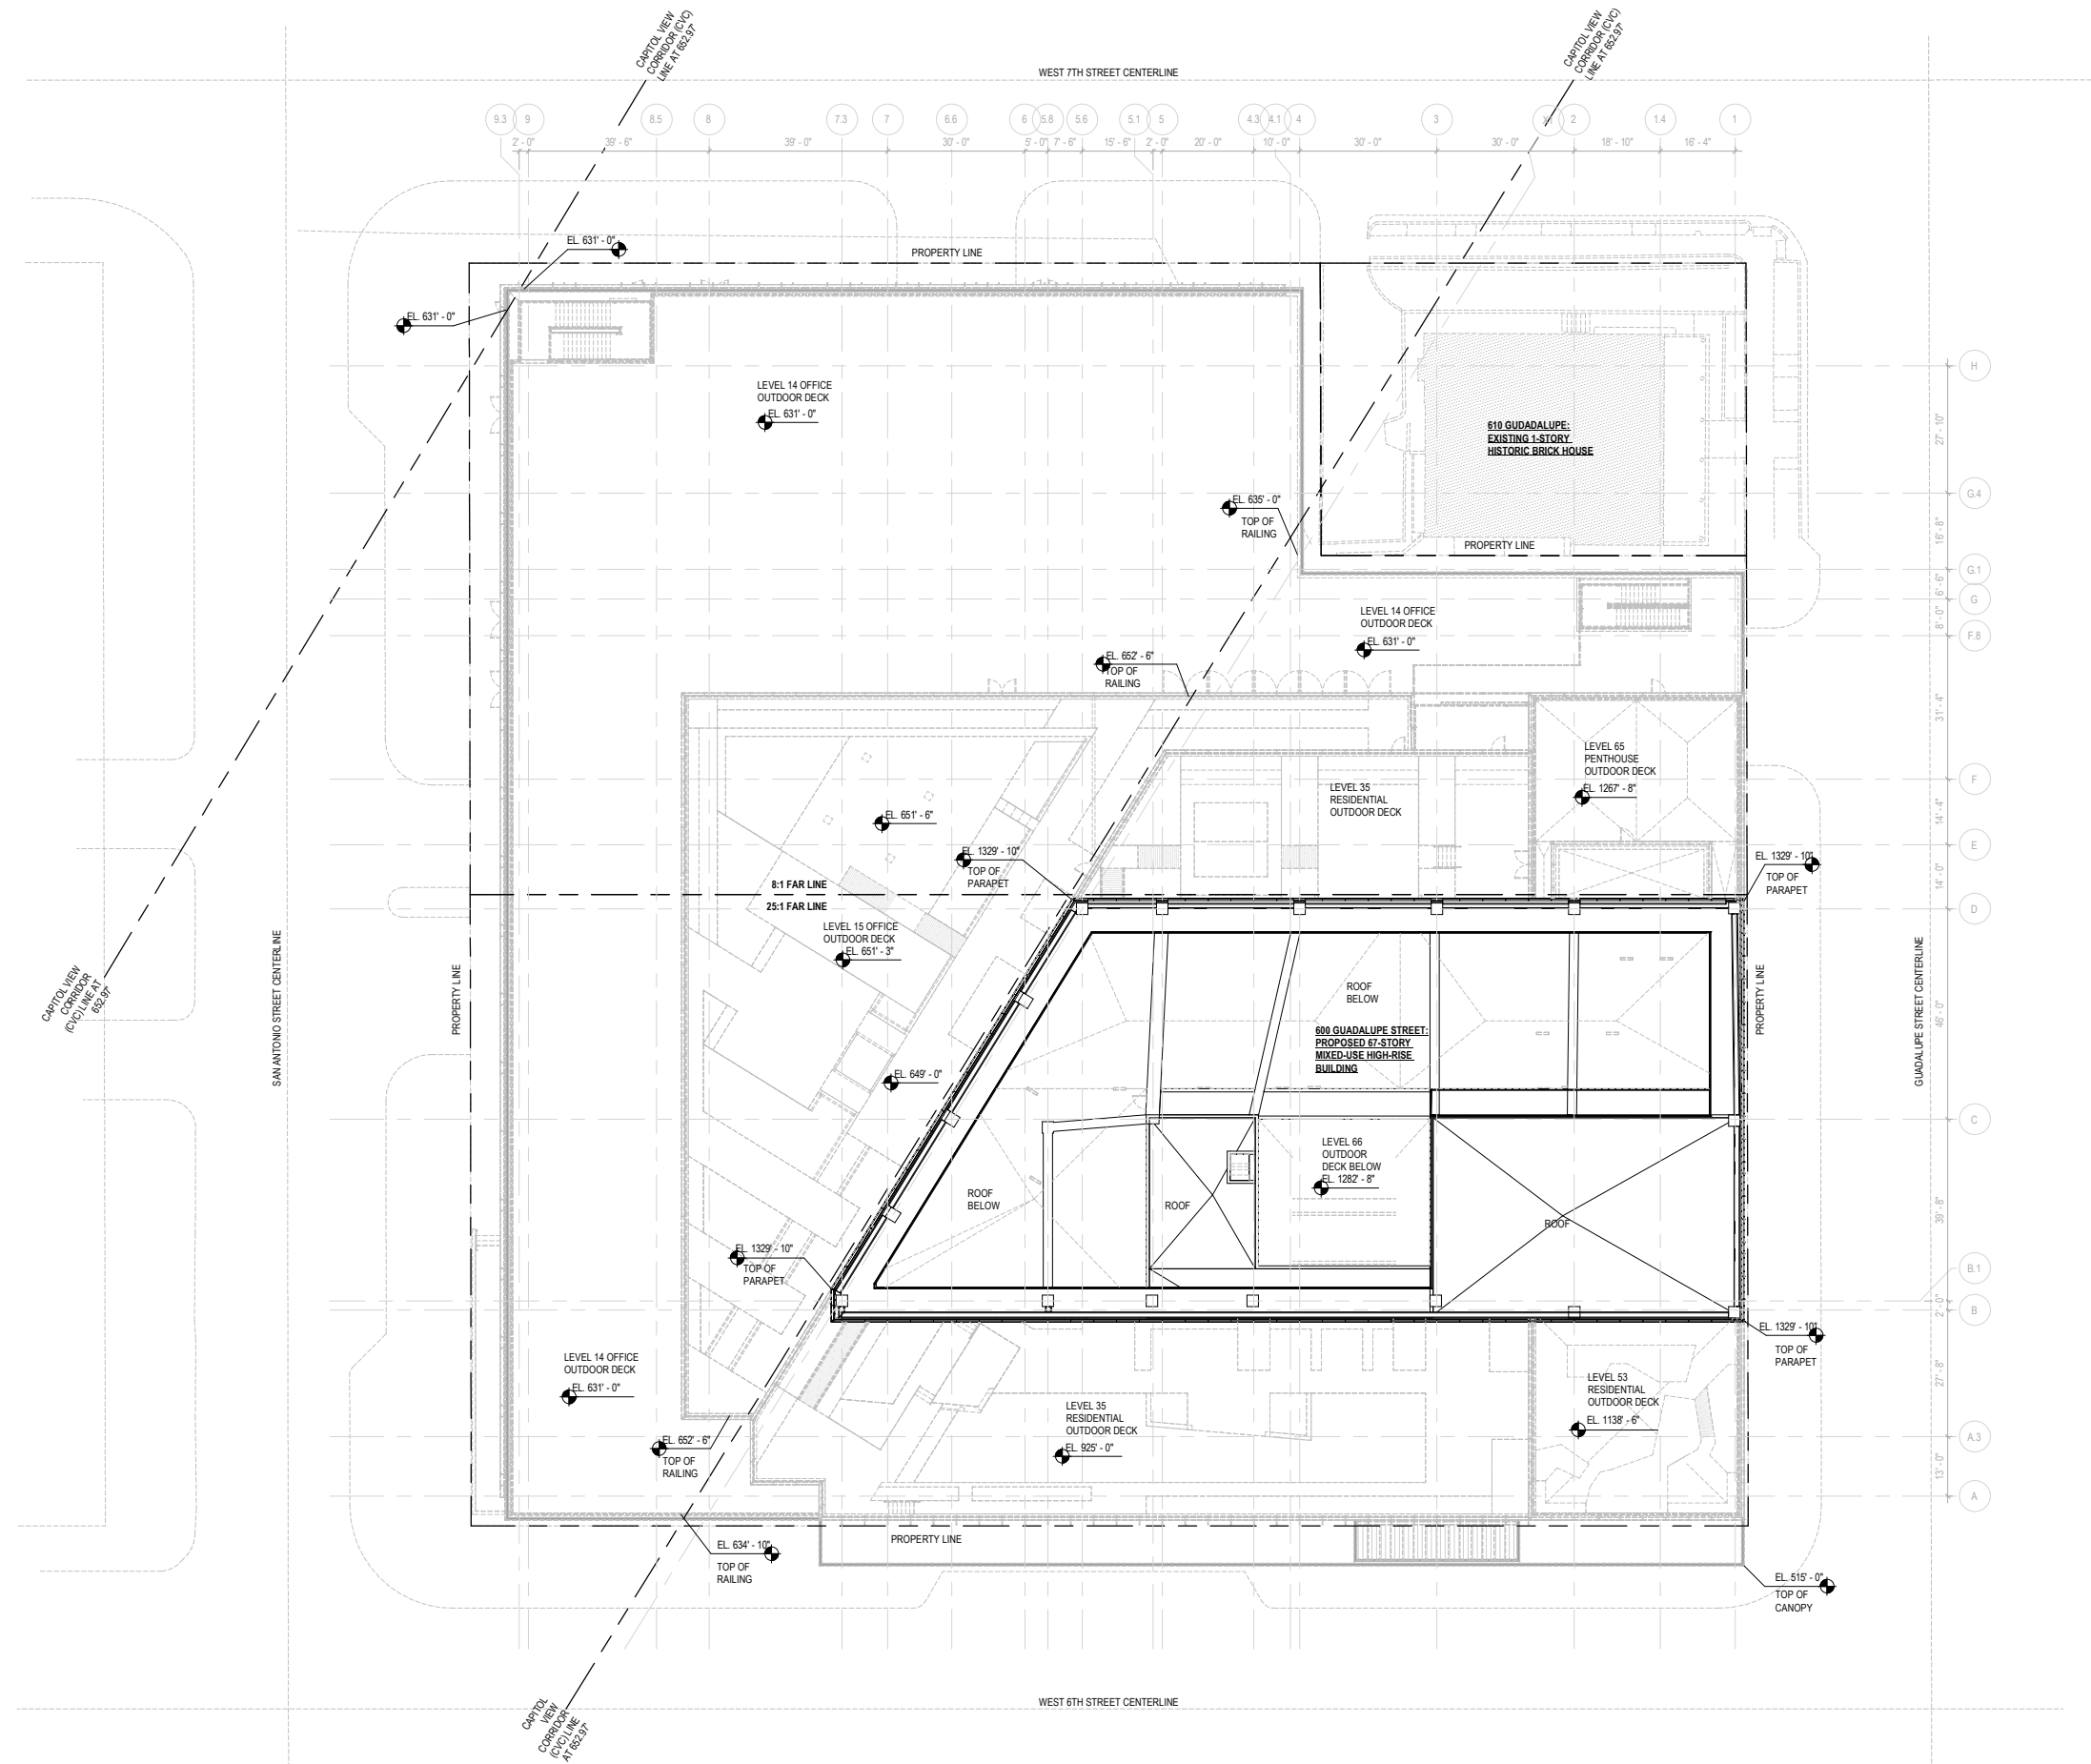 CAPITOL VIEW
CORRIDOR (CVC)
LINE AT 652.97'
CAPITOL VIEW
CORRIDOR (CVC)
LINE AT 652.97'
WEST 7TH STREET CENTERLINE
9.3
9
8.5
8
7.3
7
6.6
6
5.8
5.6
5.1
5
4.3
4.1
4
3
2
1.4
1
2' - 0"
39' - 6"
39' - 0"
30' - 0"
5' - 0"
7' - 6"
15' - 6"
2' - 0"
20' - 0"
10' - 0"
30' - 0"
30' - 0"
18' - 10"
16' - 4"
EL. 631' - 0"
PROPERTY LINE
EL. 631' - 0"
LEVEL 14 OFFICE
OUTDOOR DECK
EL. 631' - 0"
610 GUDADALUPE:
EXISTING 1-STORY
HISTORIC BRICK HOUSE
EL. 635' - 0"
TOP OF
RAILING
PROPERTY LINE
H
27' - 10"
G.4
16' - 8"
G.1
6' - 6"
G
8' - 0"
F.8
31' - 4"
F
14' - 4"
E
14' - 0"
D
46' - 0"
C
39' - 8"
B.1
2' - 0"
B
27' - 8"
A.3
13' - 0"
A
LEVEL 14 OFFICE
OUTDOOR DECK
EL. 631' - 0"
EL. 652' - 6"
TOP OF
RAILING
LEVEL 65
PENTHOUSE
OUTDOOR DECK
EL. 1267' - 8"
LEVEL 35
RESIDENTIAL
OUTDOOR DECK
EL. 651' - 6"
EL. 1329' - 10"
TOP OF
PARAPET
EL. 1329' - 10"
TOP OF
PARAPET
8:1 FAR LINE
25:1 FAR LINE
LEVEL 15 OFFICE
OUTDOOR DECK
EL. 651' - 3"
CAPITOL VIEW
CORRIDOR
(CVC) LINE AT
652.97'
SAN ANTONIO STREET CENTERLINE
PROPERTY LINE
ROOF
BELOW
600 GUADALUPE STREET:
PROPOSED 67-STORY
MIXED-USE HIGH-RISE
BUILDING
PROPERTY LINE
GUADALUPE STREET CENTERLINE
EL. 649' - 0"
LEVEL 66
OUTDOOR
DECK BELOW
EL. 1282' - 8"
ROOF
BELOW
ROOF
ROOF
EL. 1329' - 10"
TOP OF
PARAPET
EL. 1329' - 10"
TOP OF
PARAPET
LEVEL 14 OFFICE
OUTDOOR DECK
EL. 631' - 0"
LEVEL 53
RESIDENTIAL
OUTDOOR DECK
EL. 1138' - 6"
LEVEL 35
RESIDENTIAL
OUTDOOR DECK
EL. 925' - 0"
EL. 652' - 6"
TOP OF
RAILING
EL. 634' - 10"
TOP OF
RAILING
PROPERTY LINE
EL. 515' - 0"
TOP OF
CANOPY
WEST 6TH STREET CENTERLINE
CAPITOL
VIEW
CORRIDOR
(CVC) LINE
AT 652.97'